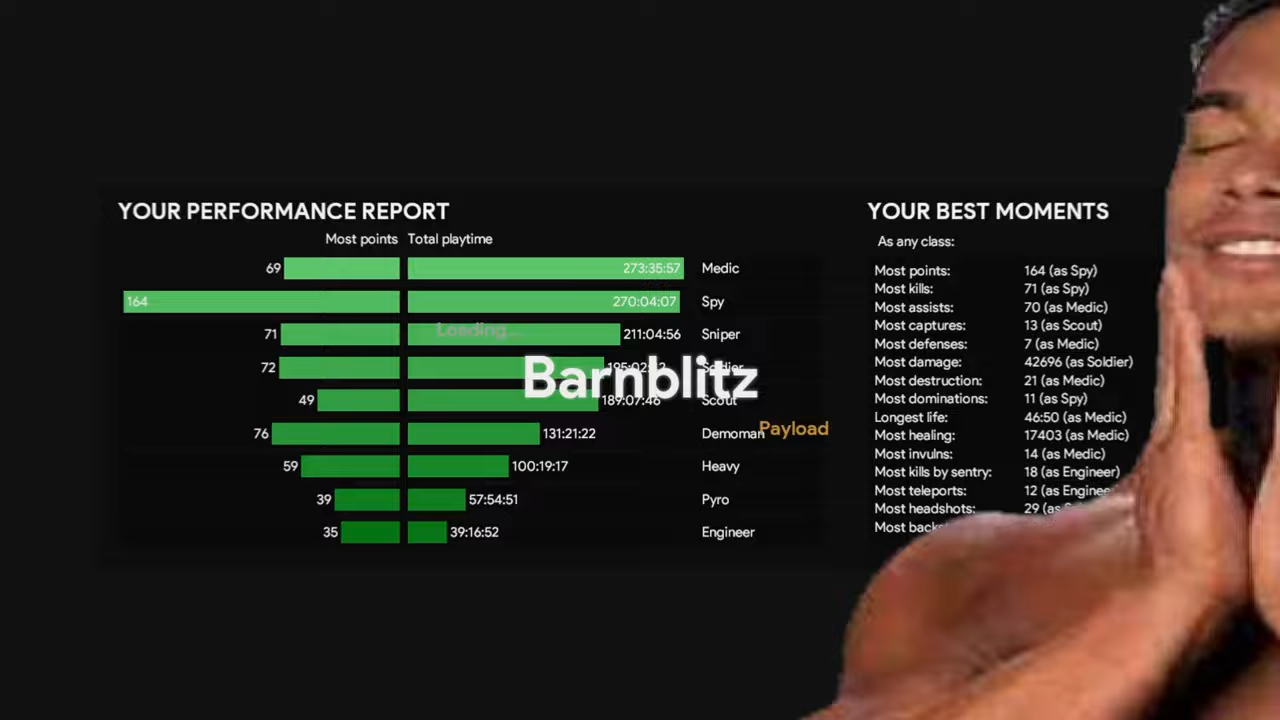 YOUR PERFORMANCE REPORT
Most points Total playtime
69 273:35:57 Medic
164 270:04:07 Spy
Loading...
71 211:04:56 Sniper
72 Soldier
Barnblitz
49 189:07:46 Scout
76 131:21:22 Demoman
Payload
59 100:19:17 Heavy
39 57:54:51 Pyro
35 39:16:52 Engineer
YOUR BEST MOMENTS
As any class:
Most points: 164 (as Spy)
Most kills: 71 (as Spy)
Most assists: 70 (as Medic)
Most captures: 13 (as Scout)
Most defenses: 7 (as Medic)
Most damage: 42696 (as Soldier)
Most destruction: 21 (as Medic)
Most dominations: 11 (as Spy)
Longest life: 46:50 (as Medic)
Most healing: 17403 (as Medic)
Most invulns: 14 (as Medic)
Most kills by sentry: 18 (as Engineer)
Most teleports: 12 (as Enginee
Most headshots: 29 (as
Most back